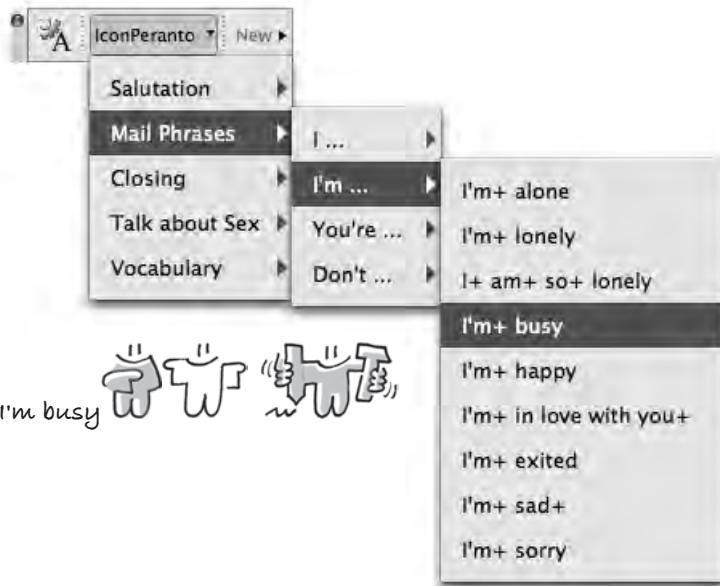 A
IconPeranto
New
Salutation
Mail Phrases
Closing
Talk about Sex
Vocabulary
I ...
I'm ...
You're ...
Don't ...
I'm+ alone
I'm+ lonely
I+ am+ so+ lonely
I'm+ busy
I'm+ happy
I'm+ in love with you+
I'm+ exited
I'm+ sad+
I'm+ sorry
I'm busy